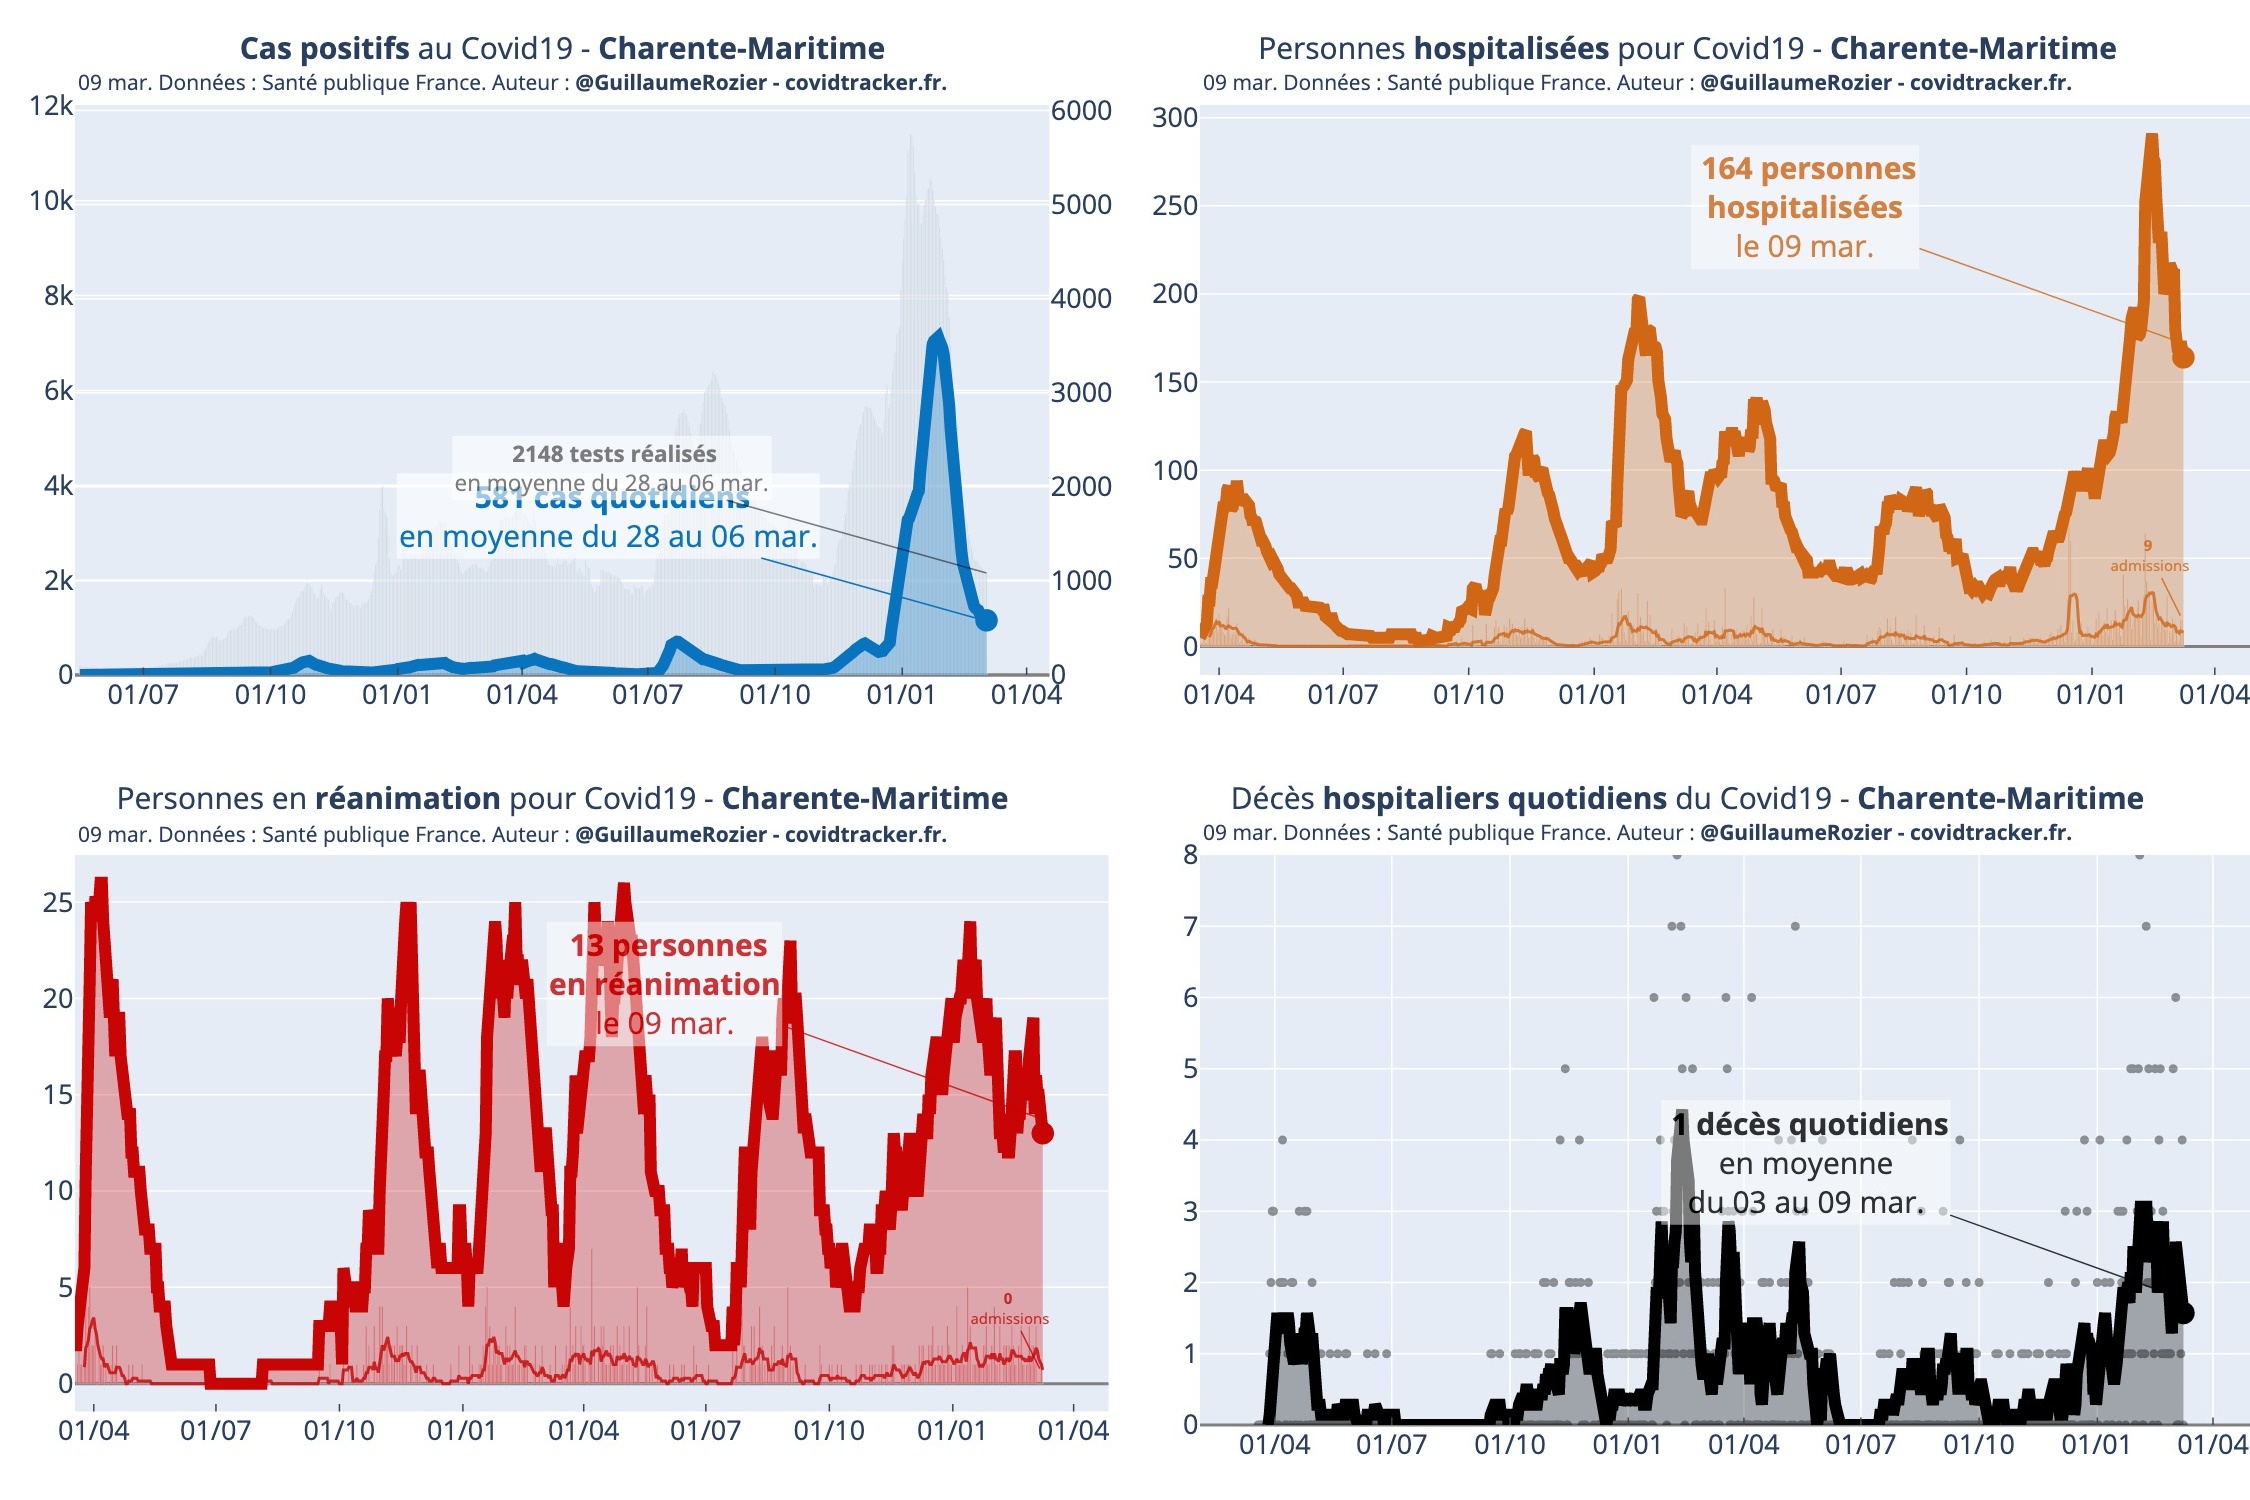 Cas positifs au Covid19 - Charente-Maritime
09 mar. Données : Santé publique France. Auteur : @GuillaumeRozier - covidtracker.fr.
12k
10k
8k
6k
4k
2k
0
6000
5000
4000
3000
2000
1000
0
2148 tests réalisés
en moyenne du 28 au 06 mar.
581 cas quotidiens
en moyenne du 28 au 06 mar.
01/07 01/10 01/01 01/04 01/07 01/10 01/01 01/04
Personnes hospitalisées pour Covid19 - Charente-Maritime
09 mar. Données : Santé publique France. Auteur : @GuillaumeRozier - covidtracker.fr.
300
250
200
150
100
50
0
164 personnes
hospitalisées
le 09 mar.
9
admissions
01/04 01/07 01/10 01/01 01/04 01/07 01/10 01/01 01/04
Personnes en réanimation pour Covid19 - Charente-Maritime
09 mar. Données : Santé publique France. Auteur : @GuillaumeRozier - covidtracker.fr.
25
20
15
10
5
0
13 personnes
en réanimation
le 09 mar.
0
admissions
01/04 01/07 01/10 01/01 01/04 01/07 01/10 01/01 01/04
Décès hospitaliers quotidiens du Covid19 - Charente-Maritime
09 mar. Données : Santé publique France. Auteur : @GuillaumeRozier - covidtracker.fr.
8
7
6
5
4
3
2
1
0
1 décès quotidiens
en moyenne
du 03 au 09 mar.
01/04 01/07 01/10 01/01 01/04 01/07 01/10 01/01 01/04